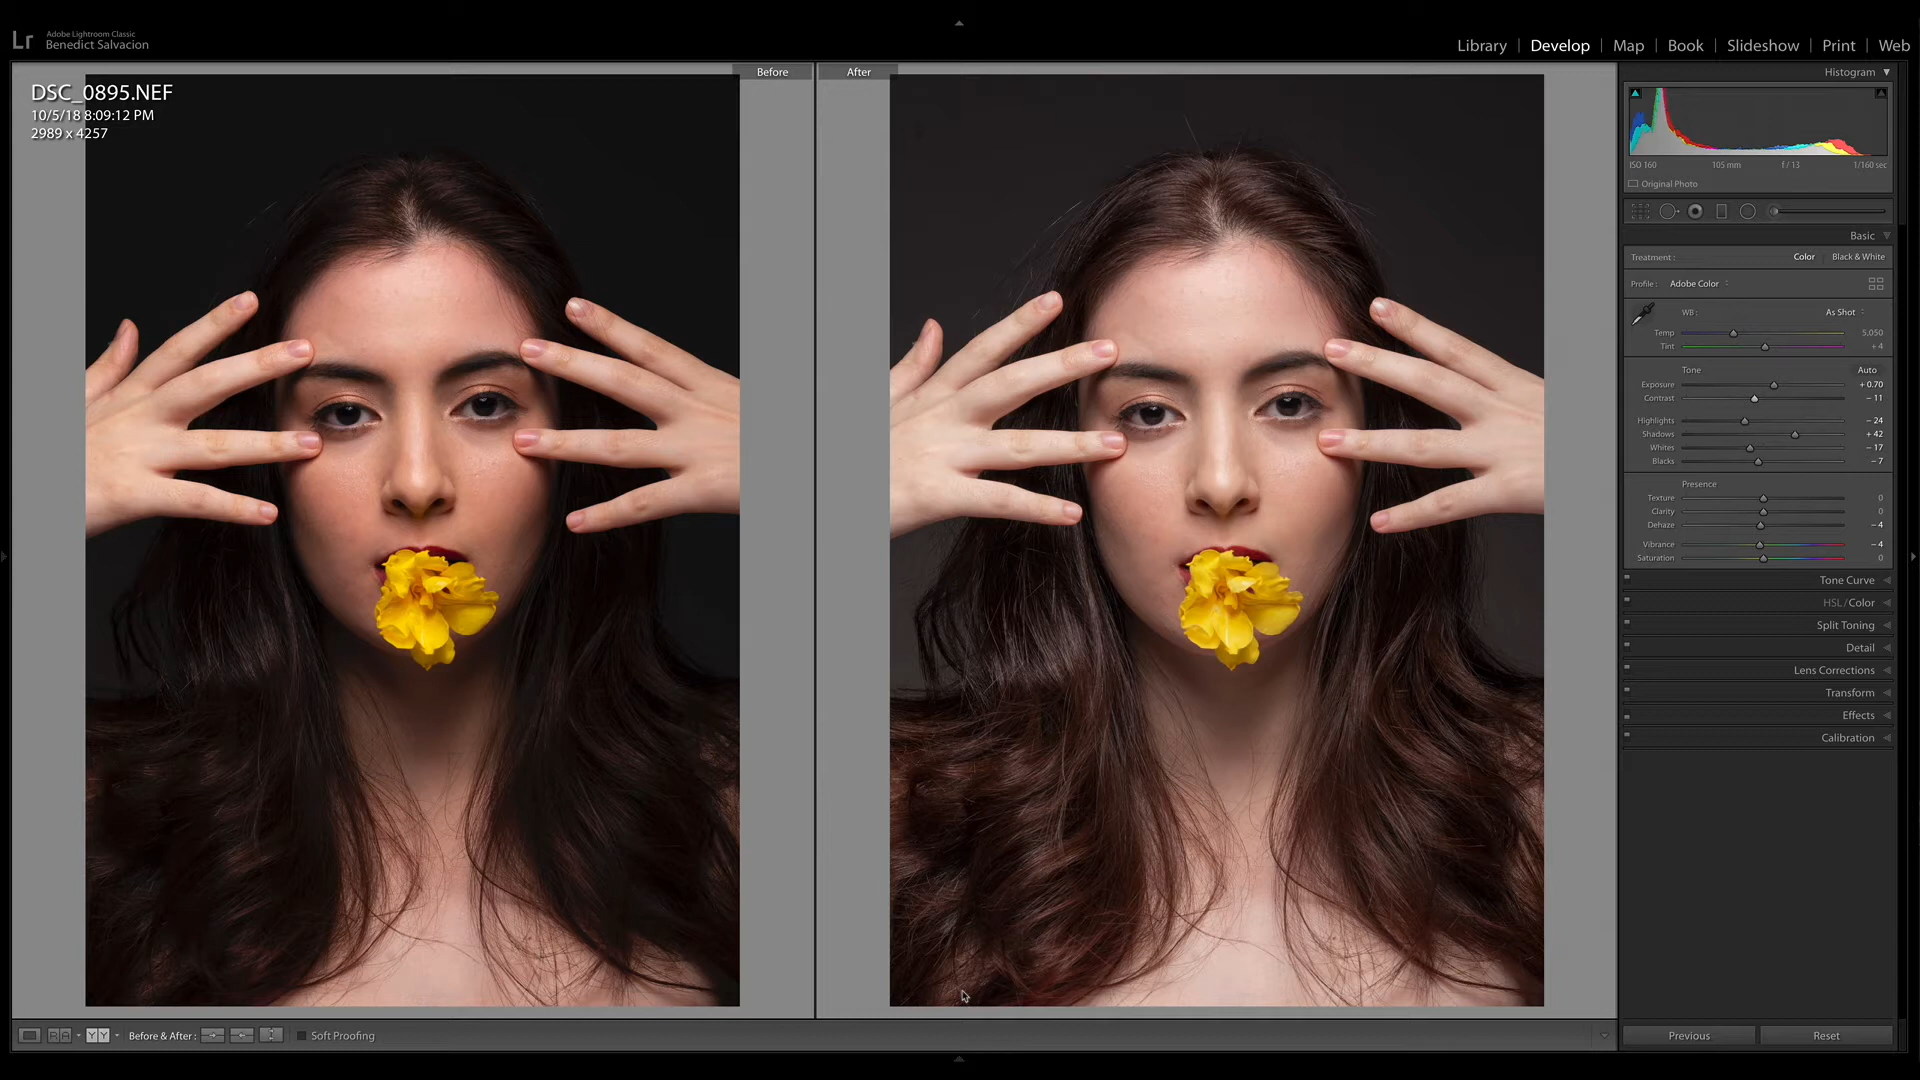 Lr
Adobe Lightroom Classic
Benedict Salvacion
Library | Develop | Map | Book | Slideshow | Print | Web
Before
After
DSC_0895.NEF
10/5/18 8:09:12 PM
2989 x 4257
Histogram
ISO 160 105 mm f / 13 1/160 sec
Original Photo
Basic
Treatment : Color Black & White
Profile : Adobe Color
WB : As Shot
Temp 5,050
Tint + 4
Tone Auto
Exposure + 0.70
Contrast – 11
Highlights – 24
Shadows + 42
Whites – 17
Blacks – 7
Presence
Texture 0
Clarity 0
Dehaze – 4
Vibrance – 4
Saturation 0
Tone Curve
HSL / Color
Split Toning
Detail
Lens Corrections
Transform
Effects
Calibration
R A Y Y Before & After : Soft Proofing
Previous Reset